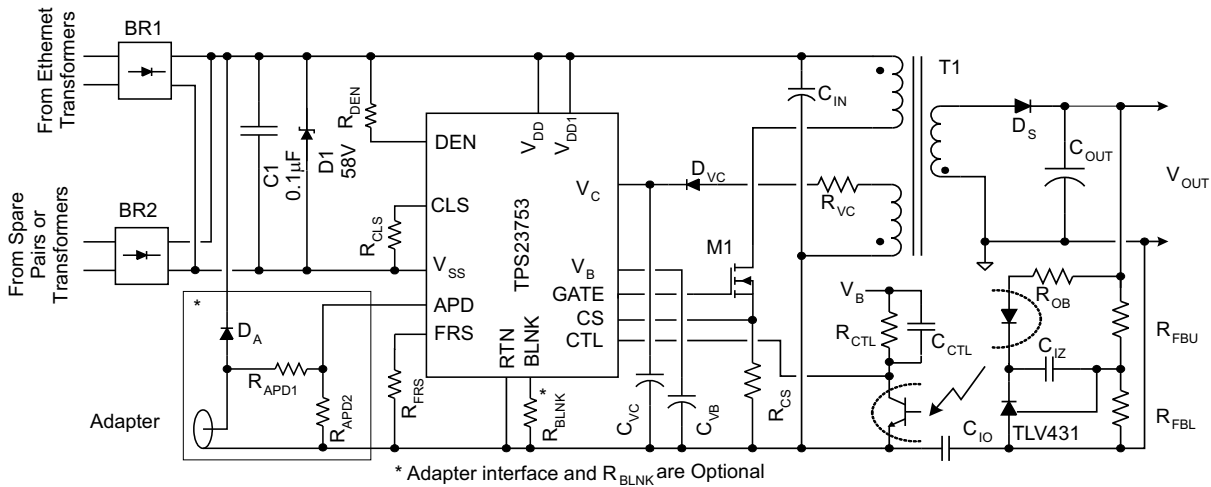 BR1
From Ethernet
Transformers
BR2
From Spare
Pairs or
Transformers
C1
0.1μF
D1
58V
R_DEN
R_CLS
DEN
CLS
V_SS
APD
FRS
V_DD
V_DD1
TPS23753
V_C
V_B
GATE
CS
CTL
RTN
BLNK
*
D_A
R_APD1
R_APD2
Adapter
R_FRS
*
R_BLNK
C_VC
C_VB
R_CS
M1
D_VC
R_VC
C_IN
T1
D_S
C_OUT
V_OUT
V_B
R_CTL
C_CTL
R_OB
C_IZ
R_FBU
R_FBL
TLV431
C_IO
* Adapter interface and R_BLNK are Optional